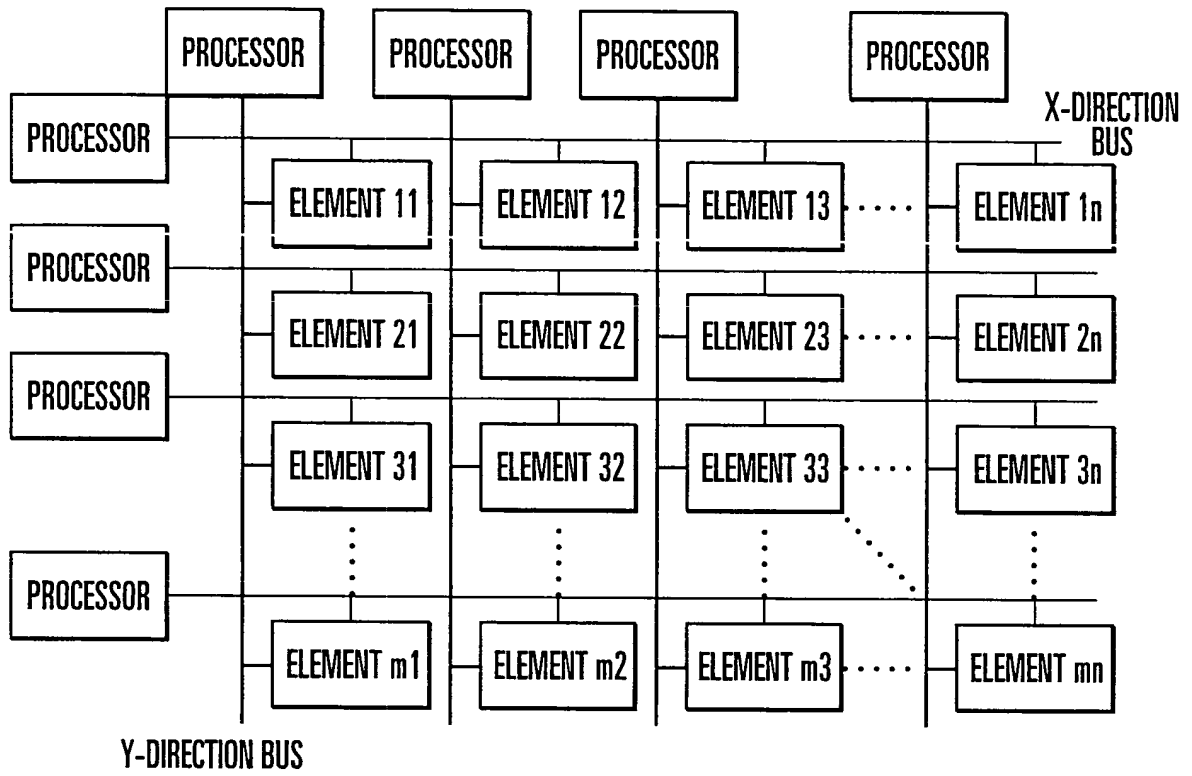 PROCESSOR PROCESSOR PROCESSOR PROCESSOR
PROCESSOR
X-DIRECTION
BUS
ELEMENT 11 ELEMENT 12 ELEMENT 13 ELEMENT 1n
PROCESSOR
ELEMENT 21 ELEMENT 22 ELEMENT 23 ELEMENT 2n
PROCESSOR
ELEMENT 31 ELEMENT 32 ELEMENT 33 ELEMENT 3n
PROCESSOR
ELEMENT m1 ELEMENT m2 ELEMENT m3 ELEMENT mn
Y-DIRECTION BUS